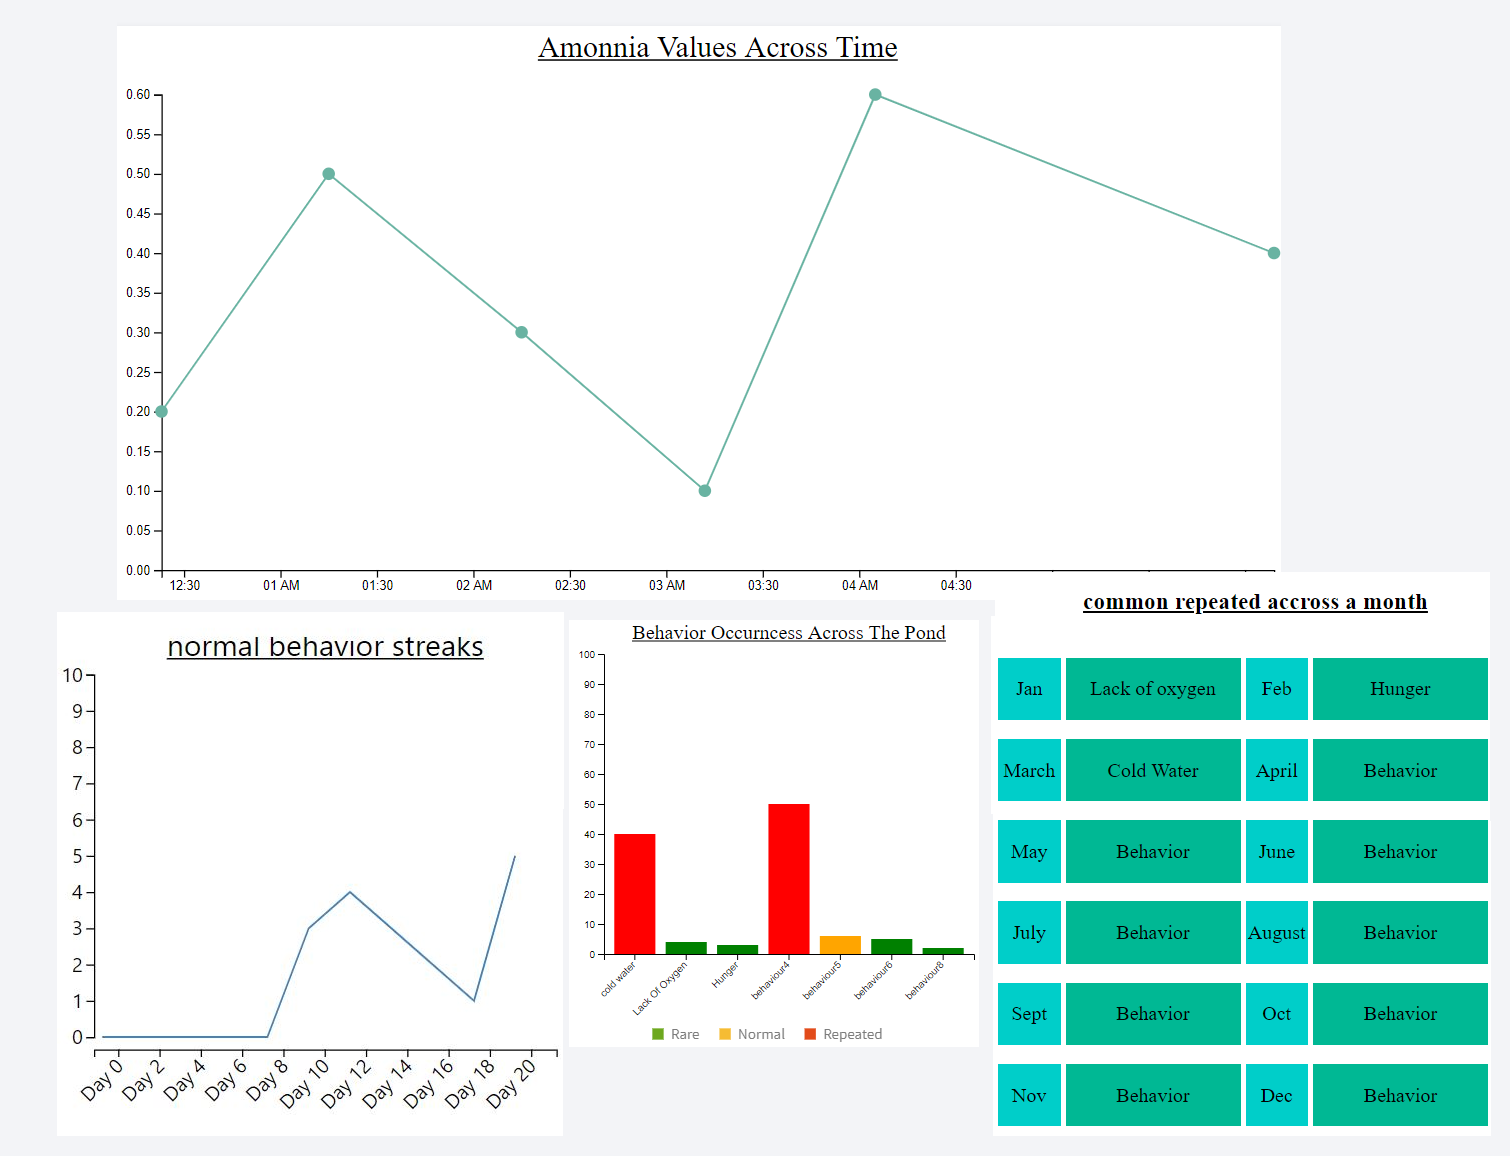 Amonnia Values Across Time
0.60
0.55
0.50
0.45
0.40
0.35
0.30
0.25
0.20
0.15
0.10
0.05
0.00
12:30 01 AM 01:30 02 AM 02:30 03 AM 03:30 04 AM 04:30
normal behavior streaks
10
9
8
7
6
5
4
3
2
1
0
Day 0 Day 2 Day 4 Day 6 Day 8 Day 10 Day 12 Day 14 Day 16 Day 18 Day 20
Behavior Occurncess Across The Pond
100
90
80
70
60
50
40
30
20
10
0
cold water Lack Of Oxygen Hunger behaviour4 behaviour5 behaviour6 behaviour8
Rare Normal Repeated
common repeated accross a month
Jan Lack of oxygen Feb Hunger
March Cold Water April Behavior
May Behavior June Behavior
July Behavior August Behavior
Sept Behavior Oct Behavior
Nov Behavior Dec Behavior